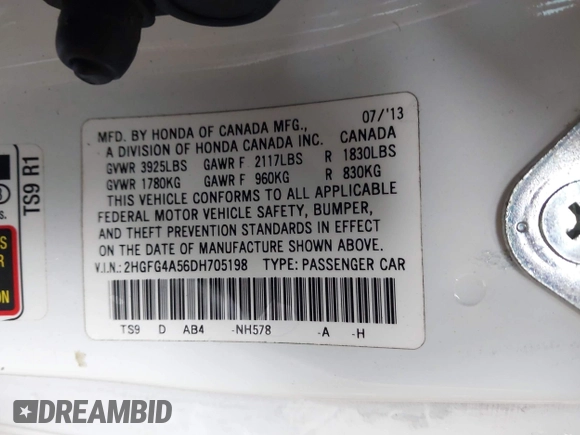 07/'13
MFD. BY HONDA OF CANADA MFG., CANADA
A DIVISION OF HONDA CANADA INC.
GVWR 3925LBS GAWR F 2117LBS R 1830LBS
GVWR 1780KG GAWR F 960KG R 830KG
THIS VEHICLE CONFORMS TO ALL APPLICABLE
FEDERAL MOTOR VEHICLE SAFETY, BUMPER,
AND THEFT PREVENTION STANDARDS IN EFFECT
ON THE DATE OF MANUFACTURE SHOWN ABOVE.
V.I.N.: 2HGFG4A56DH705198 TYPE: PASSENGER CAR
TS9 D AB4 -NH578 -A -H
TS9 R1
s.
R
ON
DREAMBID